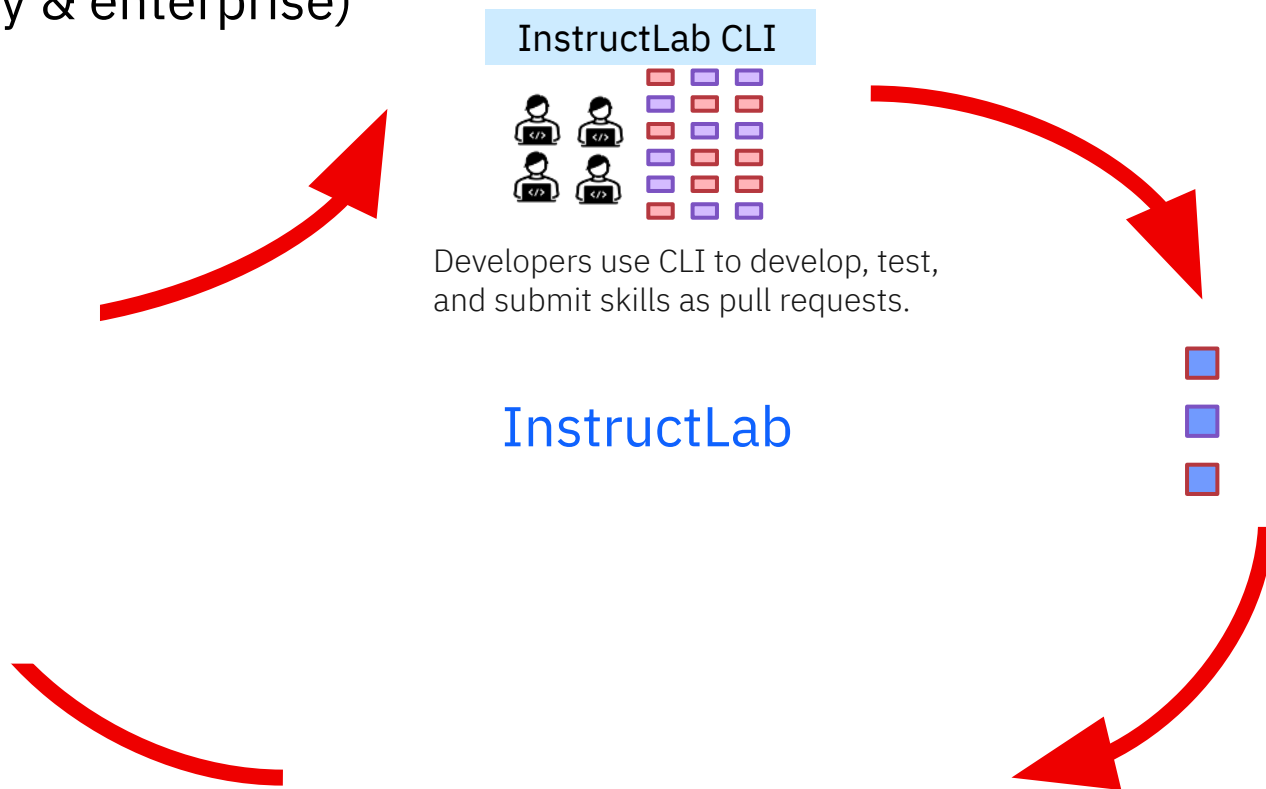 y & enterprise)
InstructLab CLI
Developers use CLI to develop, test,
and submit skills as pull requests.
InstructLab